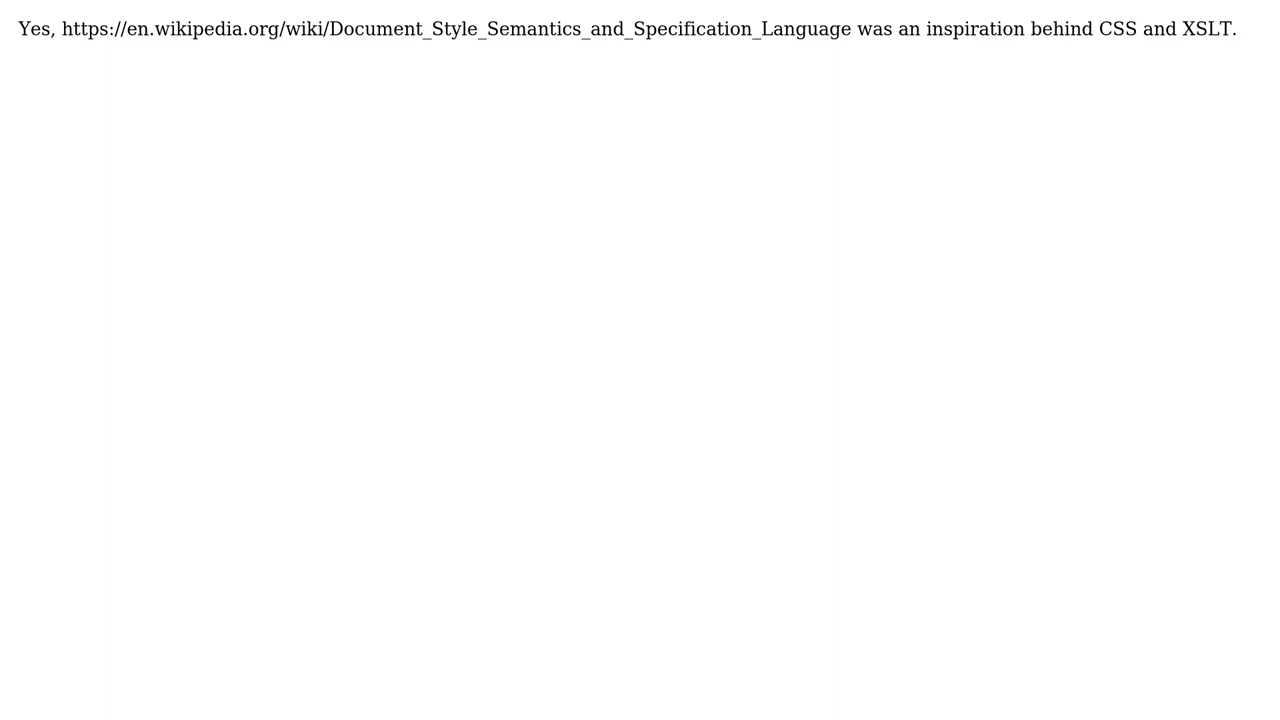 Yes, https://en.wikipedia.org/wiki/Document_Style_Semantics_and_Specification_Language was an inspiration behind CSS and XSLT.